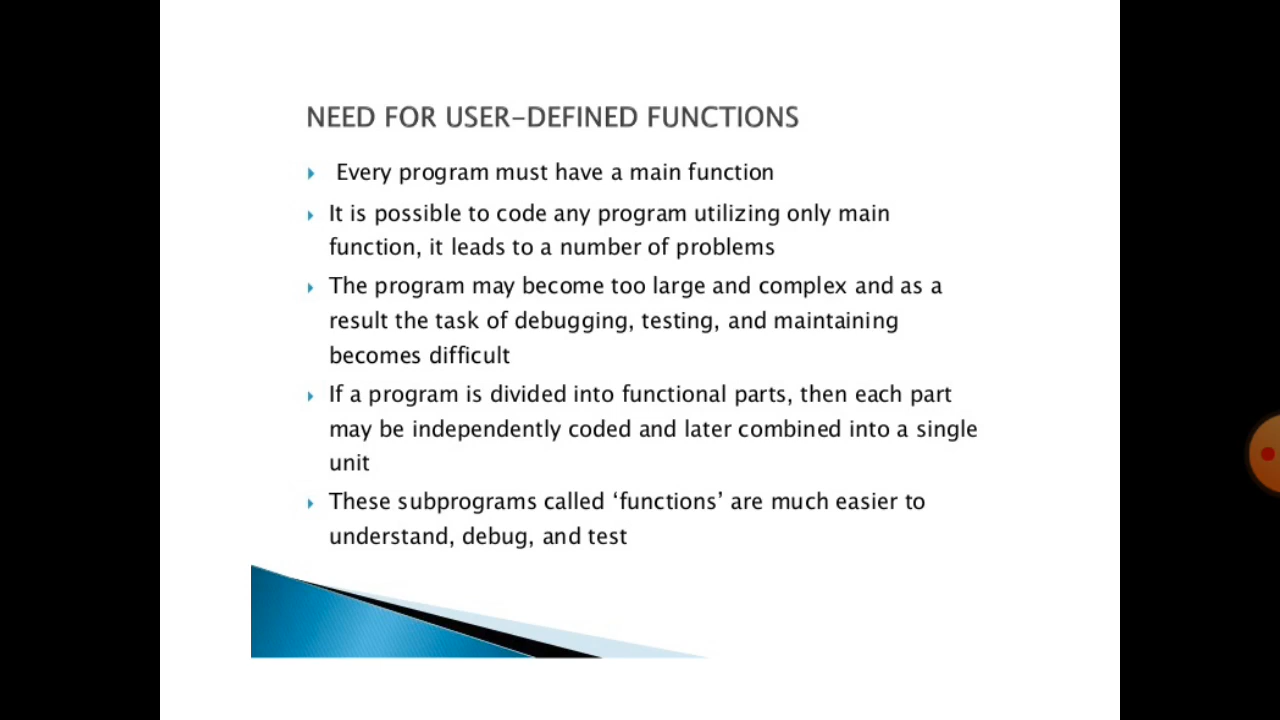 NEED FOR USER-DEFINED FUNCTIONS
Every program must have a main function
It is possible to code any program utilizing only main
function, it leads to a number of problems
The program may become too large and complex and as a
result the task of debugging, testing, and maintaining
becomes difficult
If a program is divided into functional parts, then each part
may be independently coded and later combined into a single
unit
These subprograms called ‘functions’ are much easier to
understand, debug, and test